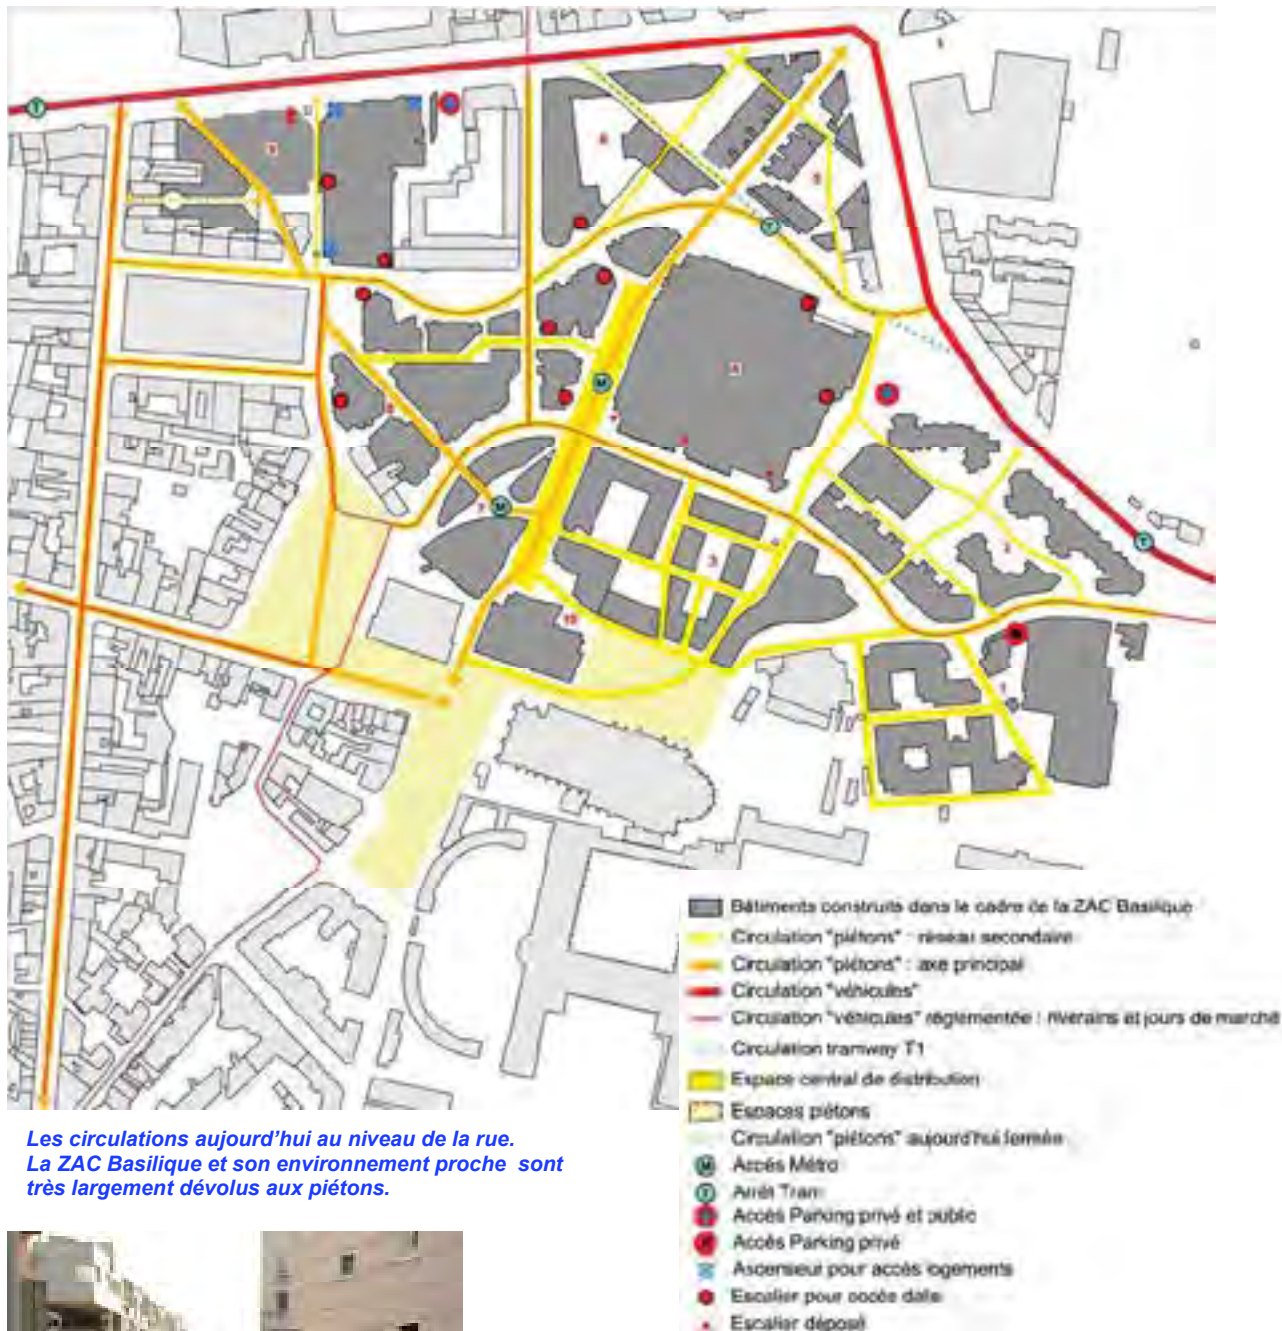 T
T
T
M
M
T
3
10
Les circulations aujourd'hui au niveau de la rue.
La ZAC Basilique et son environnement proche sont
très largement dévolus aux piétons.
Bâtiments construits dans le cadre de la ZAC Basilique
Circulation "piétons" : réseau secondaire
Circulation "piétons" : axe principal
Circulation "véhicules"
Circulation "véhicules" réglementée : riverains et jours de marché
Circulation tramway T1
Espace central de distribution
Espaces piétons
Circulation "piétons" aujourd'hui fermée
M Accès Métro
T Arrêt Tram
Accès Parking privé et public
Accès Parking privé
Ascenseur pour accès logements
Escalier pour accès dalle
Escalier déposé